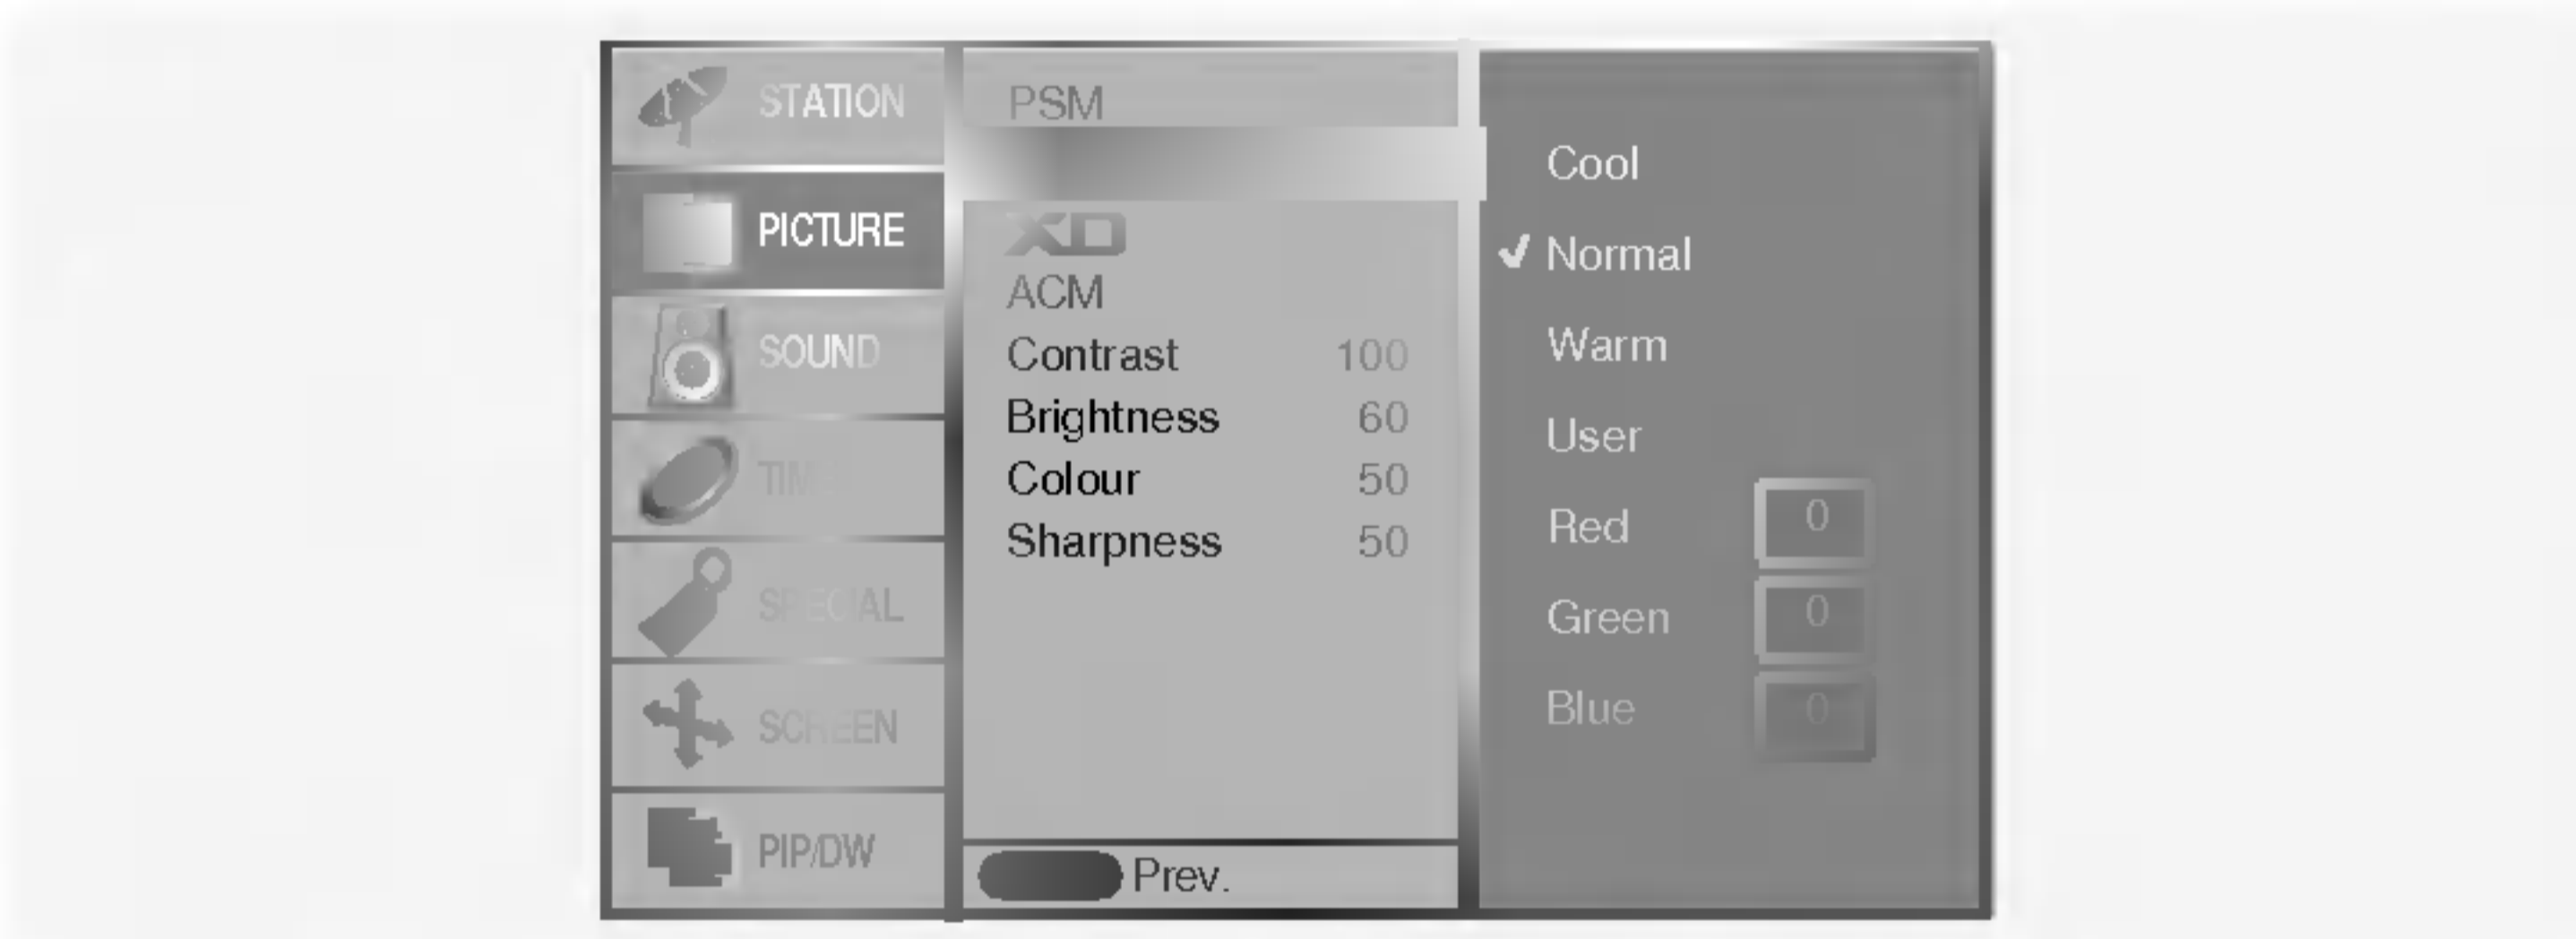 STATION
PICTURE
SOUND
SPECIAL
SCREEN
PIP/DW
PSM
XD
ACM
Contrast 100
Brightness 60
Colour 50
Sharpness 50
Prev.
Cool
✔ Normal
Warm
User
Red 0
Green 0
Blue 0